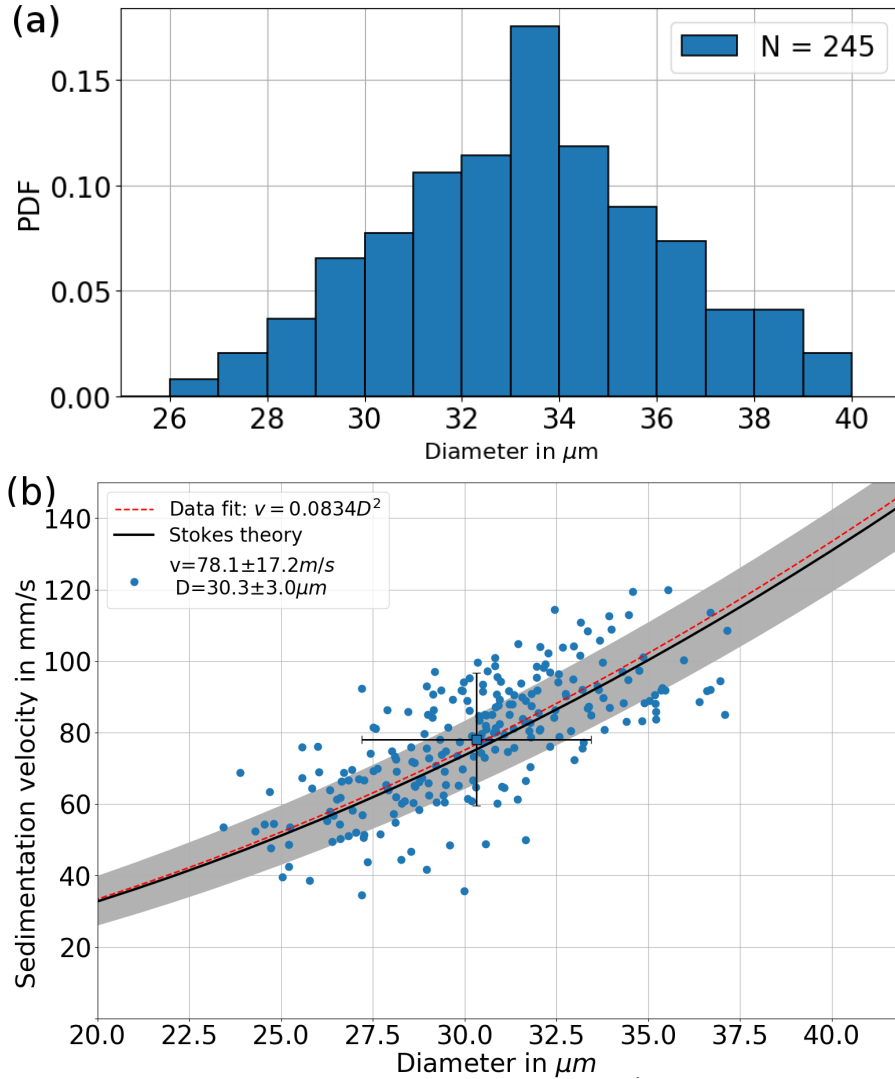 (a)
N = 245
0.15
0.10
0.05
0.00
PDF
26 28 30 32 34 36 38 40
Diameter in μm
(b)
Data fit: v = 0.0834D²
Stokes theory
v=78.1±17.2m/s
D=30.3±3.0μm
140
120
100
80
60
40
20
Sedimentation velocity in mm/s
20.0 22.5 25.0 27.5 30.0 32.5 35.0 37.5 40.0
Diameter in μm